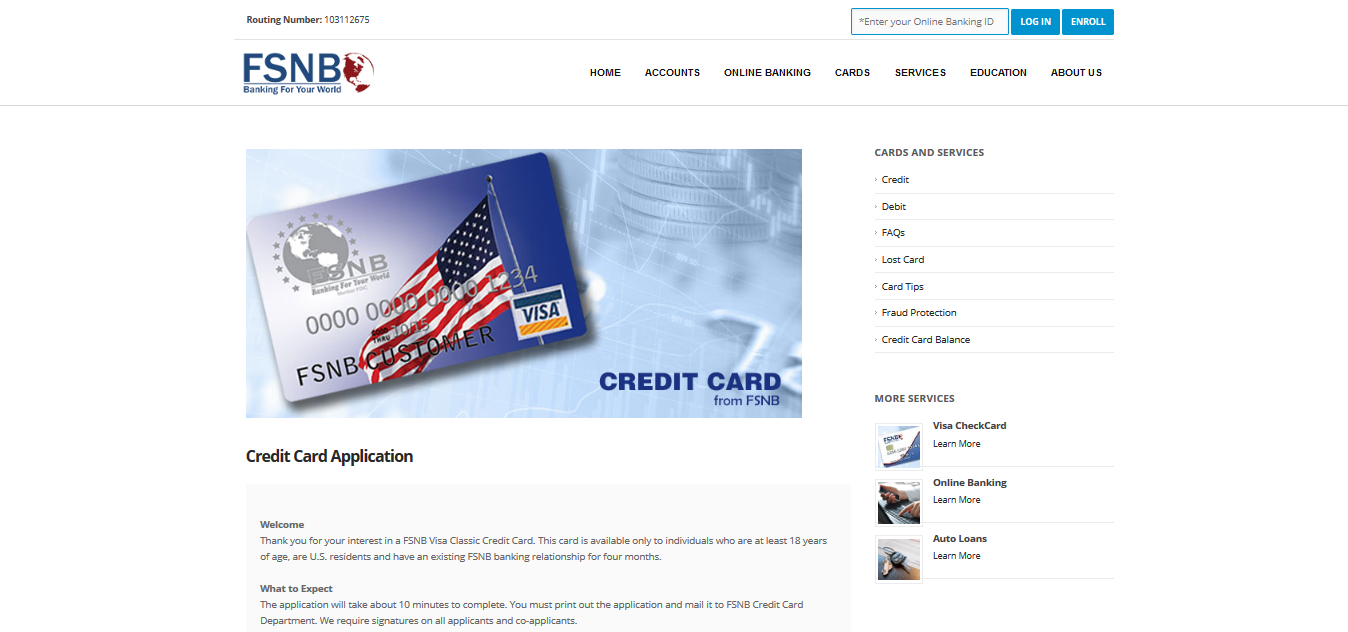 Routing Number: 103112675
*Enter your Online Banking ID
LOG IN
ENROLL
FSNB
Banking For Your World
HOME
ACCOUNTS
ONLINE BANKING
CARDS
SERVICES
EDUCATION
ABOUT US
FSNB
Banking For Your World
Member FDIC
0000 0000 0000 1234
GOOD
THRU 10/15
FSNB CUSTOMER
VISA
CREDIT CARD
from FSNB
Credit Card Application
Welcome
Thank you for your interest in a FSNB Visa Classic Credit Card. This card is available only to individuals who are at least 18 years
of age, are U.S. residents and have an existing FSNB banking relationship for four months.
What to Expect
The application will take about 10 minutes to complete. You must print out the application and mail it to FSNB Credit Card
Department. We require signatures on all applicants and co-applicants.
CARDS AND SERVICES
Credit
Debit
FAQs
Lost Card
Card Tips
Fraud Protection
Credit Card Balance
MORE SERVICES
FSNB
Visa CheckCard
Learn More
Online Banking
Learn More
Auto Loans
Learn More